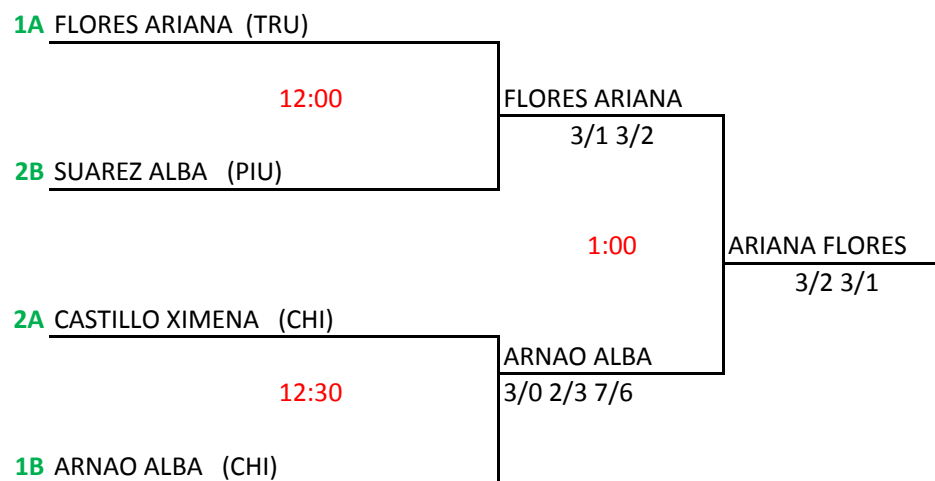 1A FLORES ARIANA (TRU)
12:00
FLORES ARIANA
3/1 3/2
2B SUAREZ ALBA (PIU)
1:00
ARIANA FLORES
3/2 3/1
2A CASTILLO XIMENA (CHI)
ARNAO ALBA
12:30
3/0 2/3 7/6
1B ARNAO ALBA (CHI)